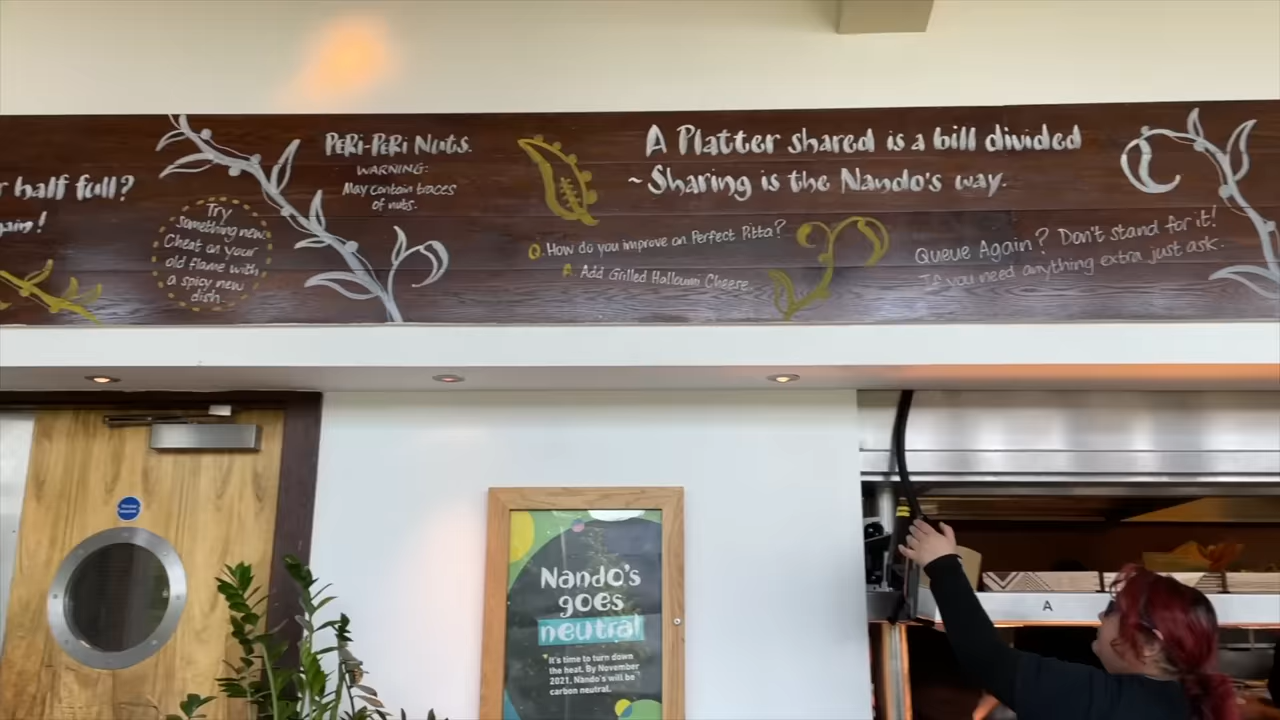 r half full?
gain!
Try
something new.
Cheat on your
old flame with
a spicy new
dish.
PERi-PERi Nuts.
WARNING:
May contain traces
of nuts.
A Platter shared is a bill divided
~ Sharing is the Nando's way.
Q. How do you improve on Perfect Pitta?
A. Add Grilled Halloumi Cheese
Queue Again? Don't stand for it!
If you need anything extra just ask.
Nando's
goes
neutral
It's time to turn down
the heat. By November
2021, Nando's will be
carbon neutral.
A